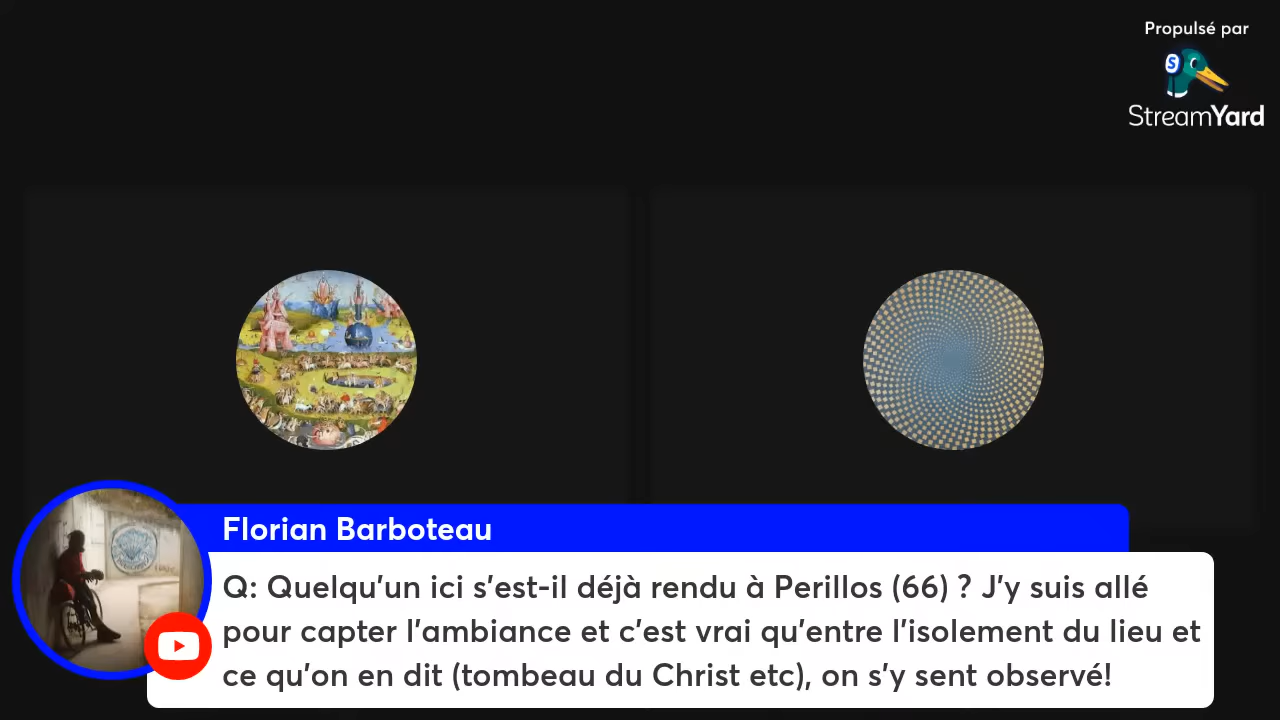 Propulsé par
StreamYard
Florian Barboteau
Q: Quelqu'un ici s'est-il déjà rendu à Perillos (66) ? J'y suis allé
pour capter l'ambiance et c'est vrai qu'entre l'isolement du lieu et
ce qu'on en dit (tombeau du Christ etc), on s'y sent observé!